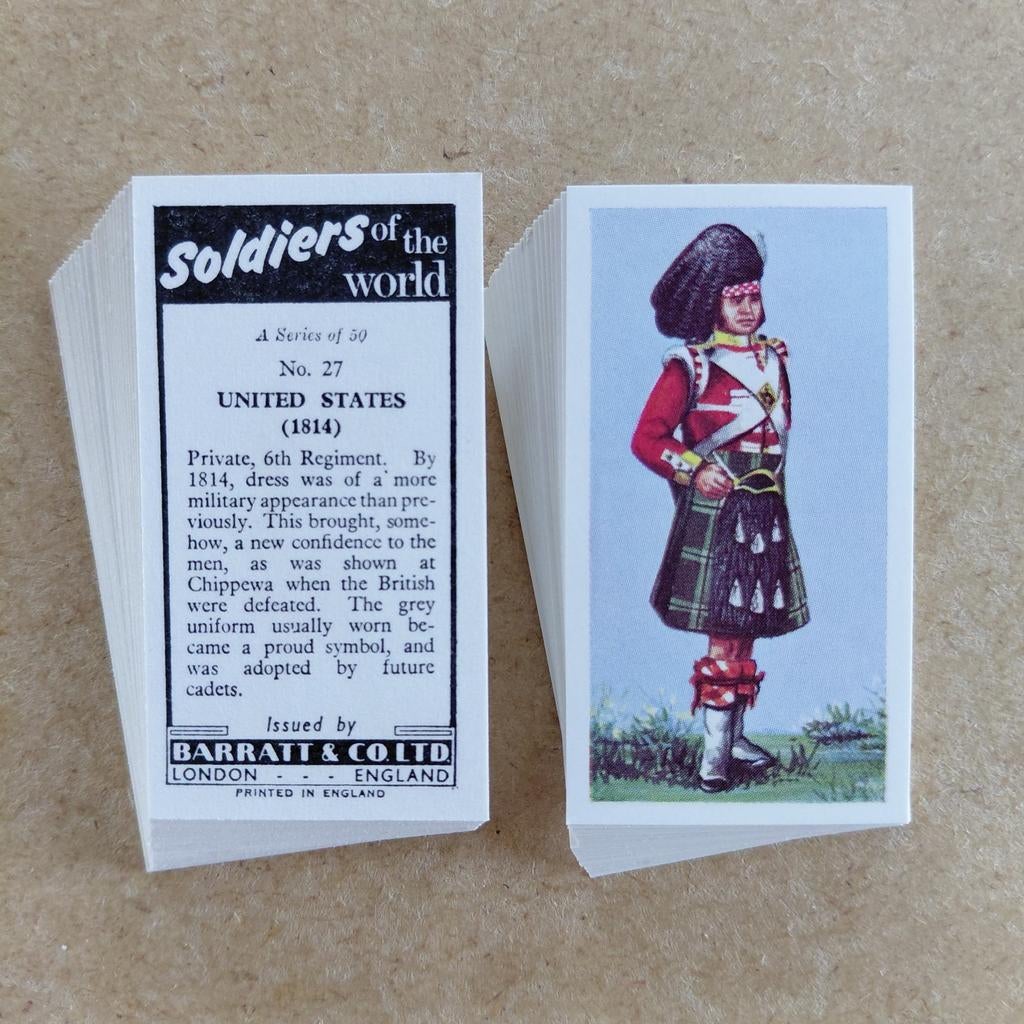 Soldiers of the
world
A Series of 50
No. 27
UNITED STATES
(1814)
Private, 6th Regiment. By
1814, dress was of a more
military appearance than pre-
viously. This brought, some-
how, a new confidence to the
men, as was shown at
Chippewa when the British
were defeated. The grey
uniform usually worn be-
came a proud symbol, and
was adopted by future
cadets.
Issued by
BARRATT & CO. LTD.
LONDON - - - ENGLAND
PRINTED IN ENGLAND